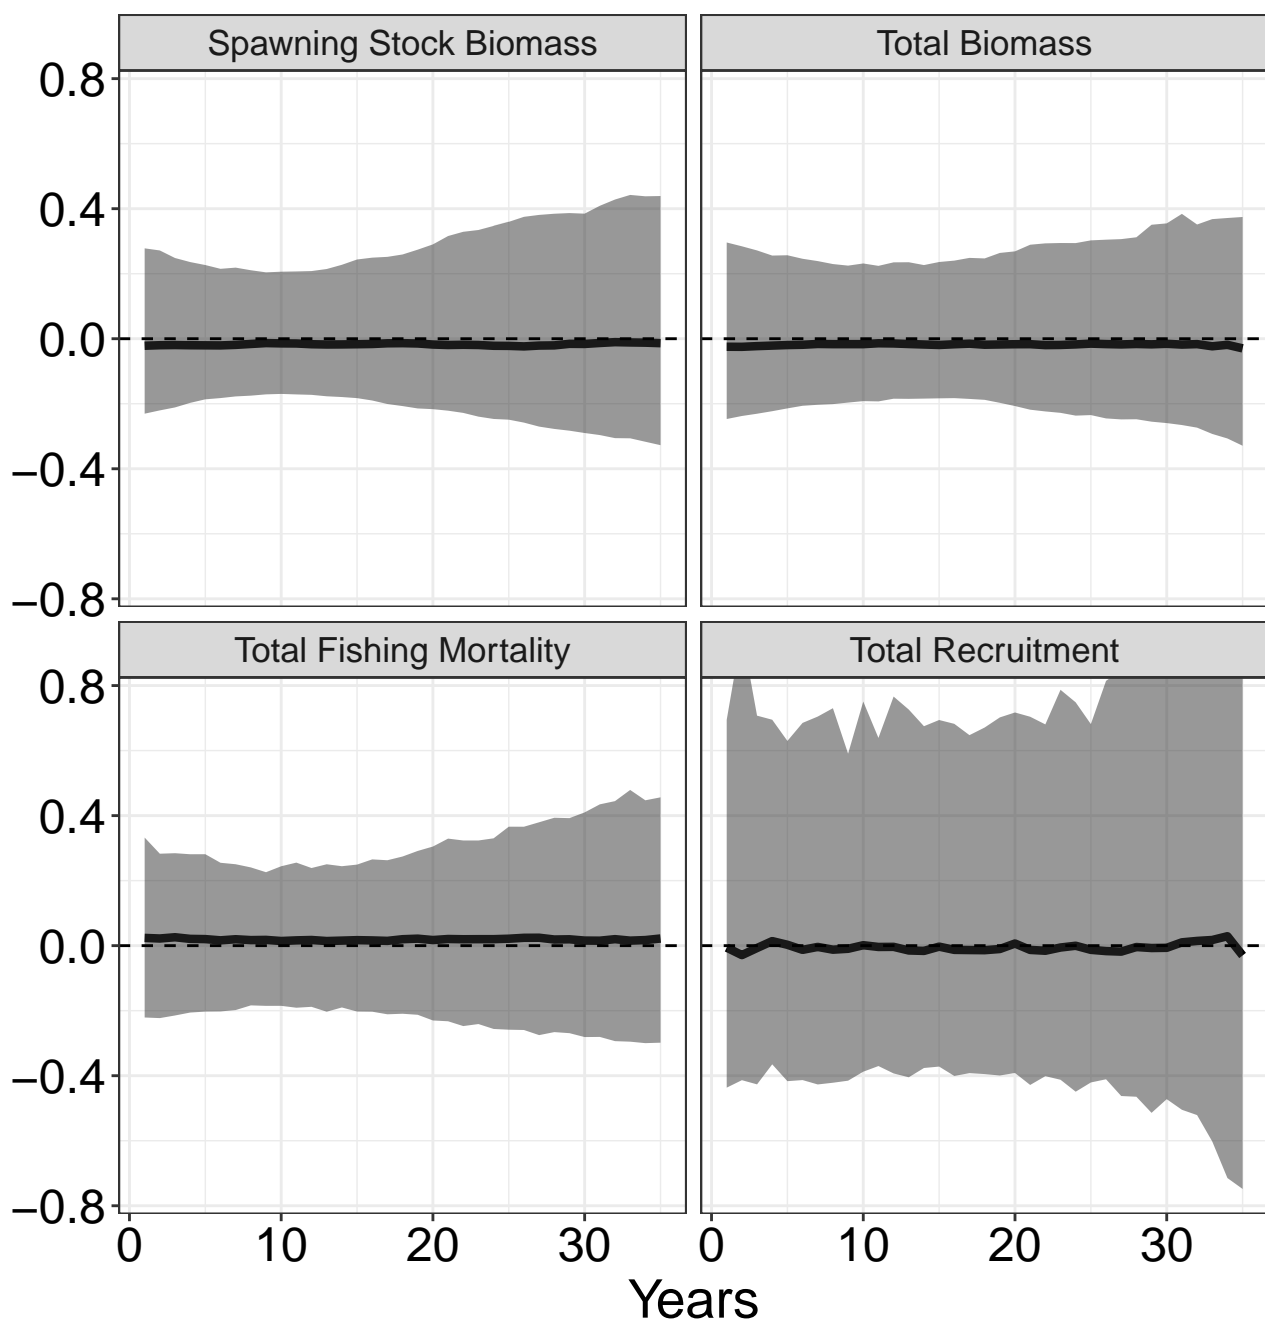 Spawning Stock Biomass
Total Biomass
0.8
0.4
0.0
−0.4
−0.8
Total Fishing Mortality
Total Recruitment
0.8
0.4
0.0
−0.4
−0.8
0 10 20 30
0 10 20 30
Years